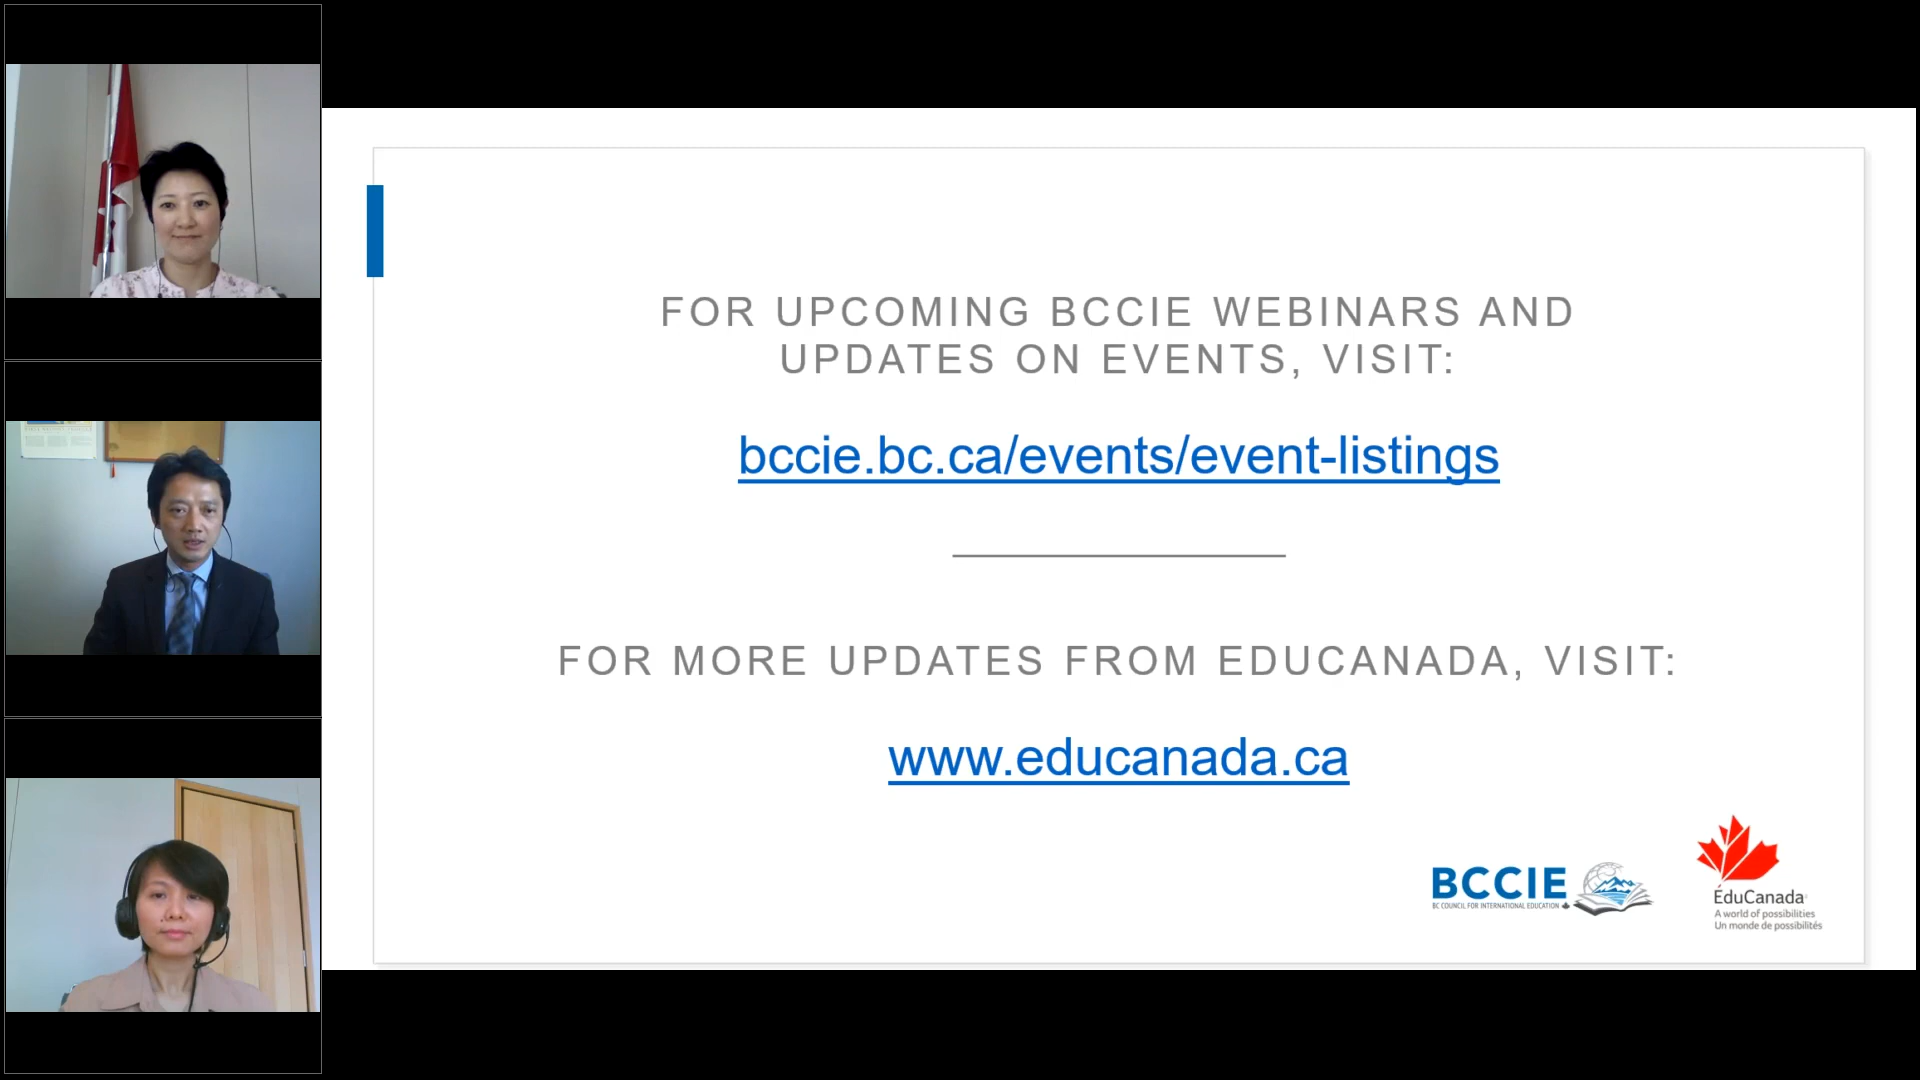 FOR UPCOMING BCCIE WEBINARS AND
UPDATES ON EVENTS, VISIT:
bccie.bc.ca/events/event-listings
FOR MORE UPDATES FROM EDUCANADA, VISIT:
www.educanada.ca
BCCIE
BC COUNCIL FOR INTERNATIONAL EDUCATION
ÉduCanada
A world of possibilities
Un monde de possibilités